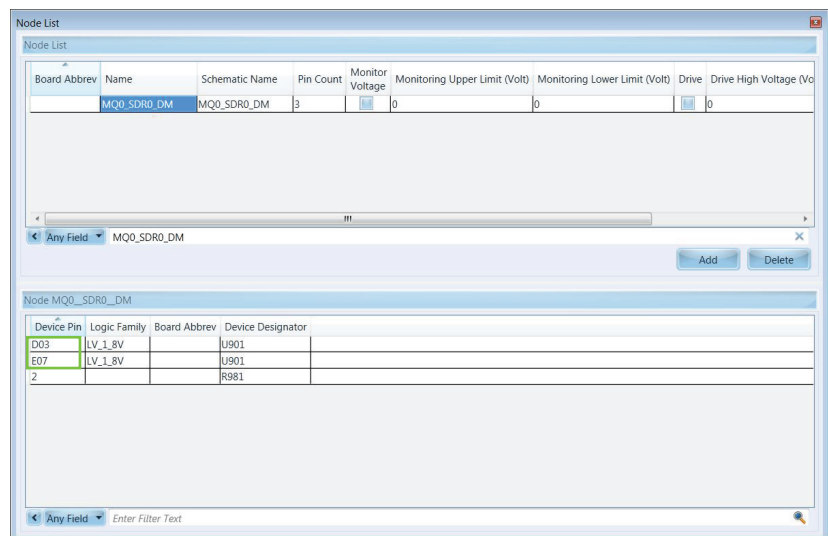 Node List
Node List
Board Abbrev Name Schematic Name Pin Count Monitor Voltage Monitoring Upper Limit (Volt) Monitoring Lower Limit (Volt) Drive Drive High Voltage (Vo
MQ0_SDR0_DM MQ0_SDR0_DM 3 0 0 0
Any Field MQ0_SDR0_DM
Add Delete
Node MQ0__SDR0__DM
Device Pin Logic Family Board Abbrev Device Designator
D03 LV_1_8V U901
E07 LV_1_8V U901
2 R981
Any Field Enter Filter Text